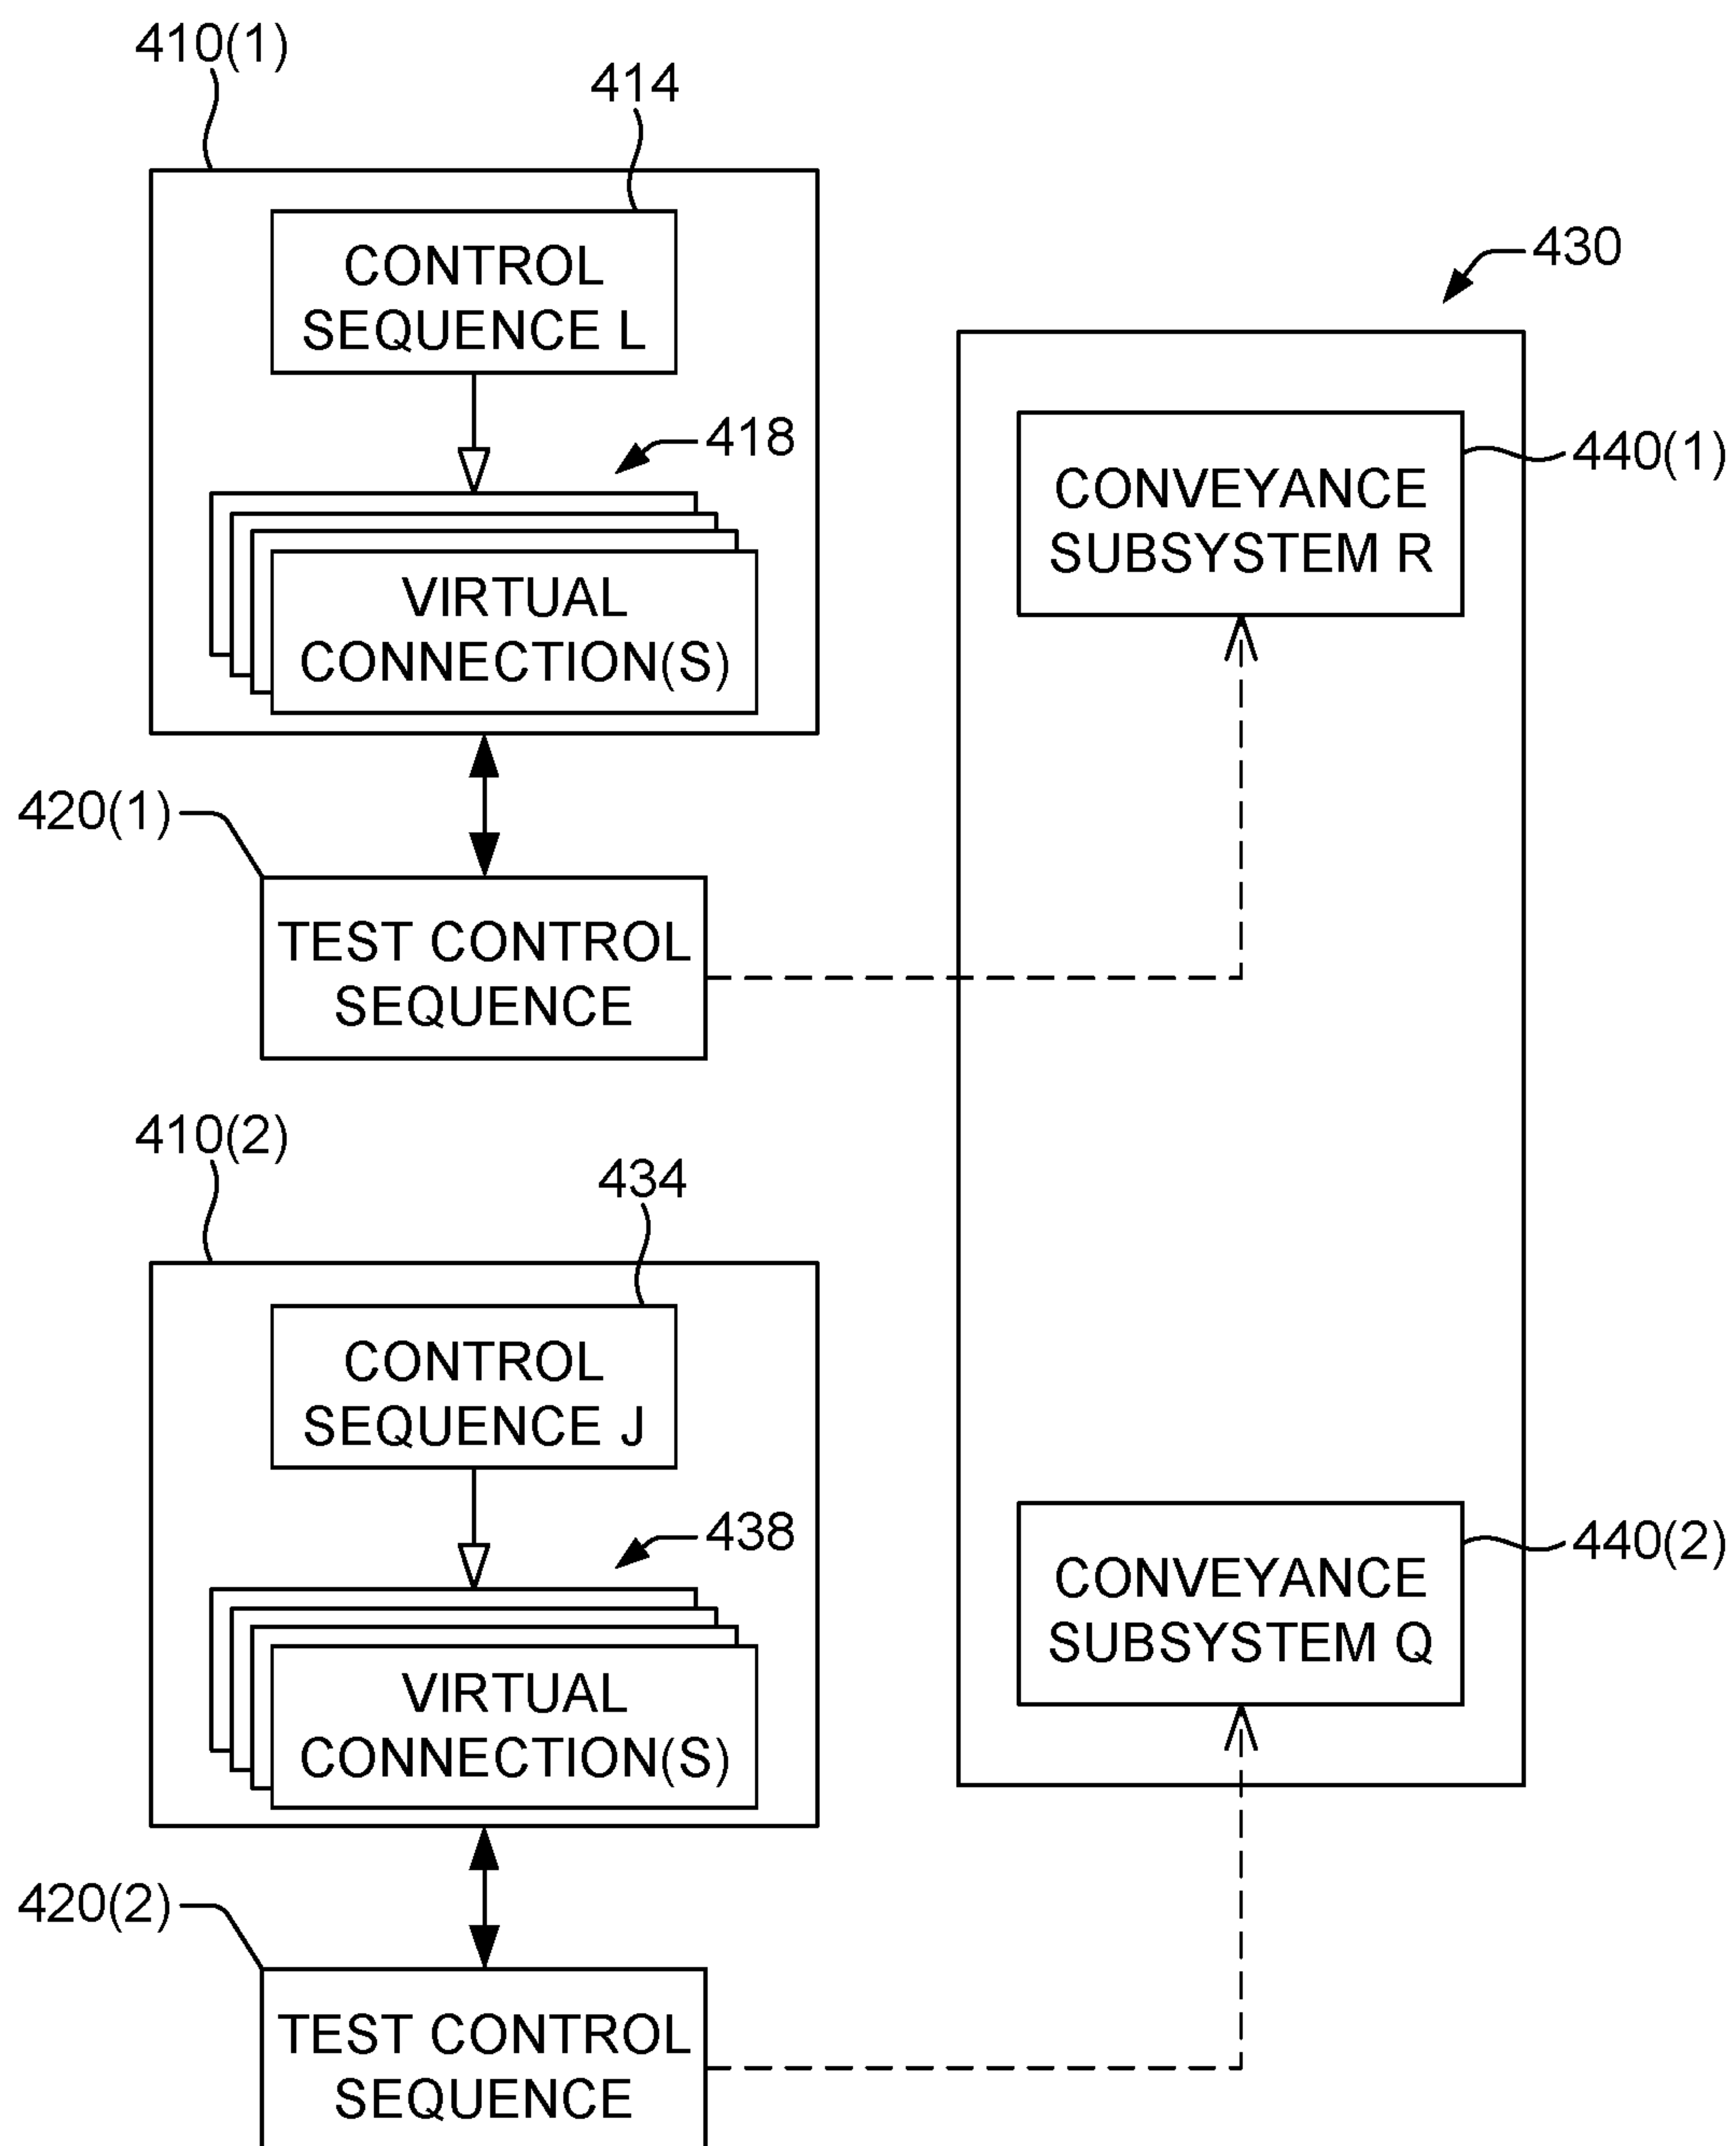 410(1)
414
CONTROL
SEQUENCE L
430
418
440(1)
CONVEYANCE
SUBSYSTEM R
VIRTUAL
CONNECTION(S)
420(1)
TEST CONTROL
SEQUENCE
410(2)
434
CONTROL
SEQUENCE J
438
440(2)
CONVEYANCE
SUBSYSTEM Q
VIRTUAL
CONNECTION(S)
420(2)
TEST CONTROL
SEQUENCE